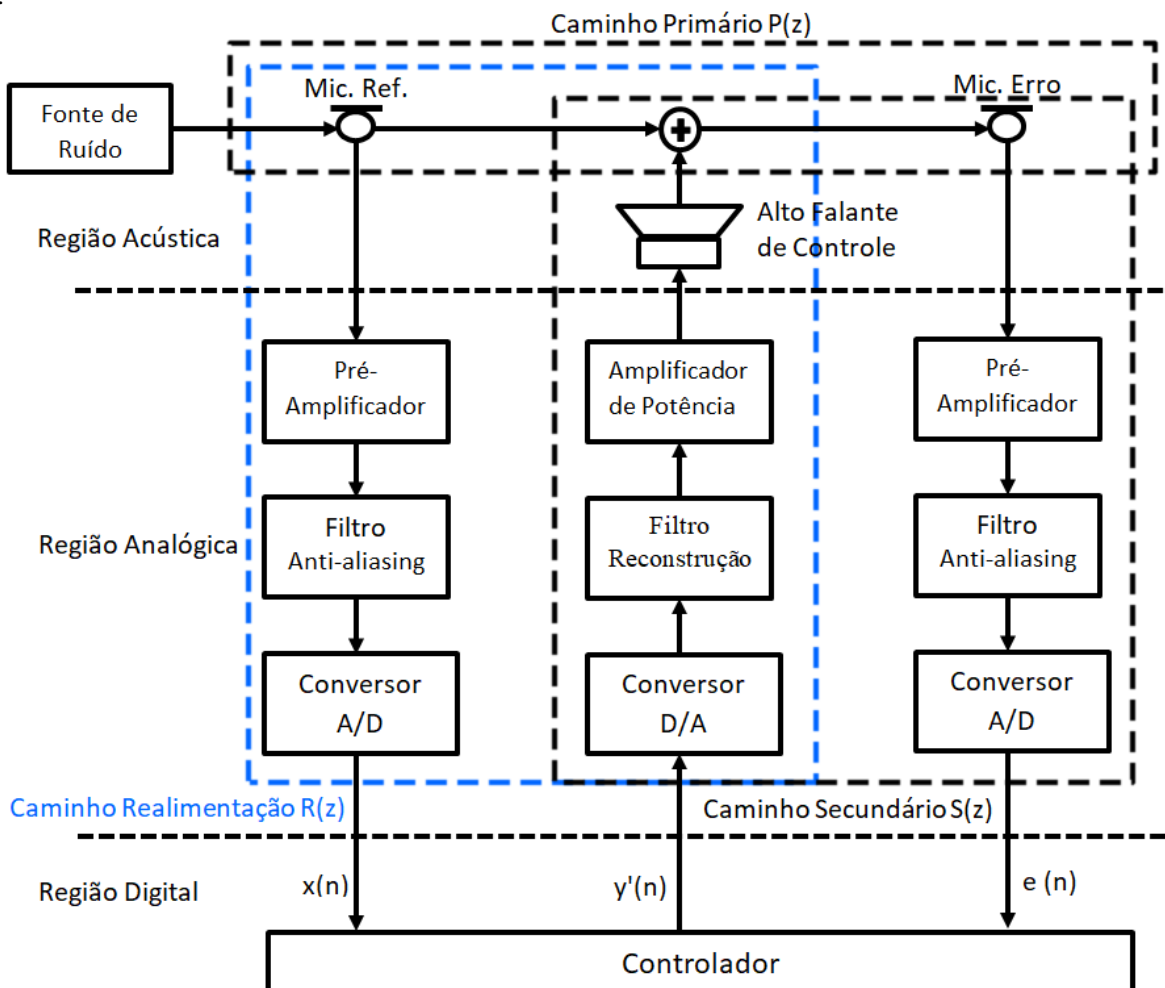 Caminho Primário P(z)
Fonte de
Ruído
Mic. Ref.
Mic. Erro
Alto Falante
de Controle
Região Acústica
Pré-
Amplificador
Amplificador
de Potência
Pré-
Amplificador
Região Analógica
Filtro
Anti-aliasing
Filtro
Reconstrução
Filtro
Anti-aliasing
Conversor
A/D
Conversor
D/A
Conversor
A/D
Caminho Realimentação R(z)
Caminho Secundário S(z)
Região Digital
x(n)
y'(n)
e (n)
Controlador